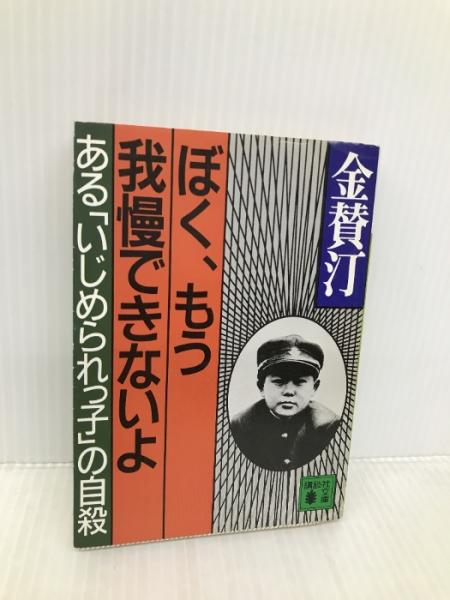 金賛汀
ぼく、もう
我慢できないよ
ある「いじめられっ子」の自殺
講談社
文庫